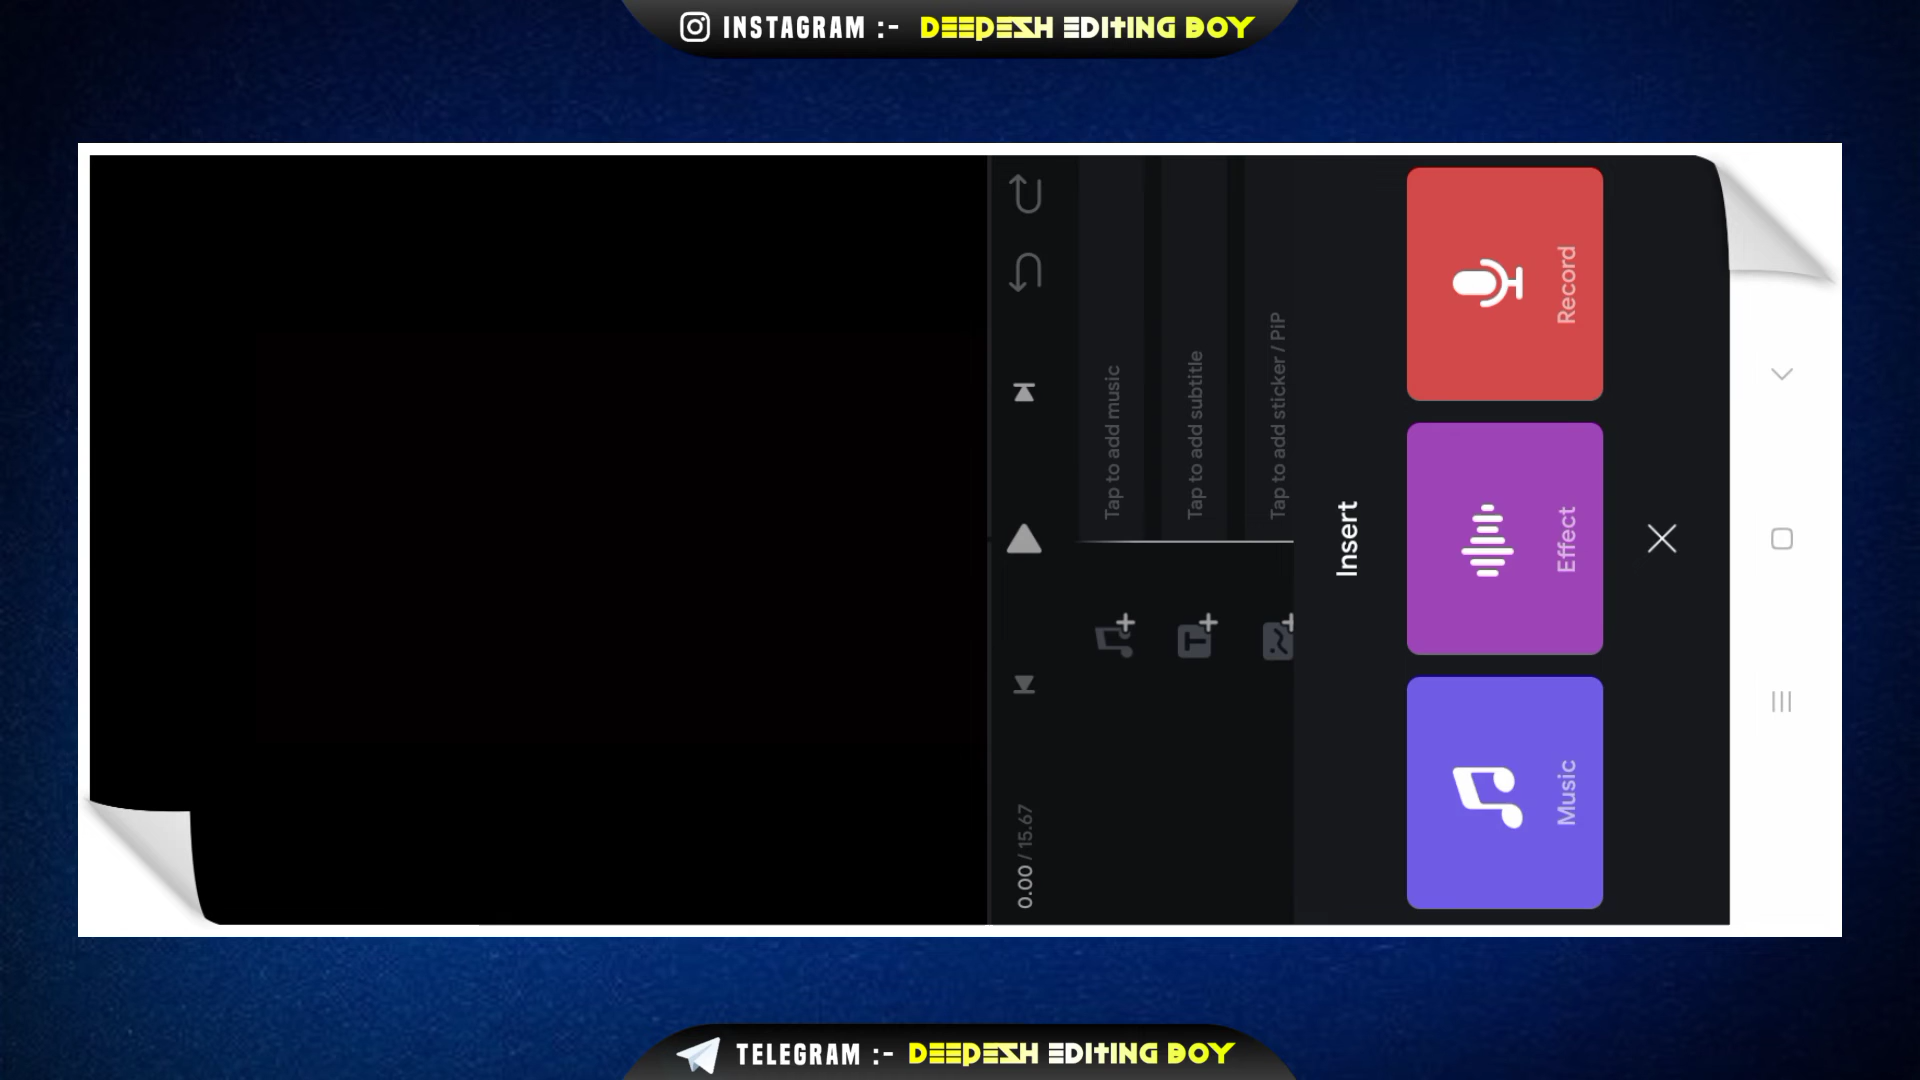 INSTAGRAM :- DEEPESH EDITING BOY
0.00 / 15.67
Tap to add music
Tap to add subtitle
Tap to add sticker / PiP
Insert
Music
Effect
Record
TELEGRAM :- DEEPESH EDITING BOY